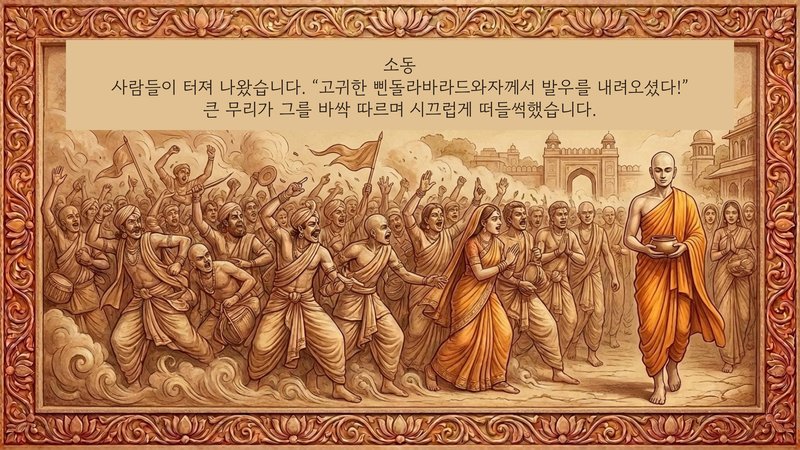 소동
사람들이 터져 나왔습니다. “고귀한 삔돌라바라드와자께서 발우를 내려오셨다!”
큰 무리가 그를 바싹 따르며 시끄럽게 떠들썩했습니다.